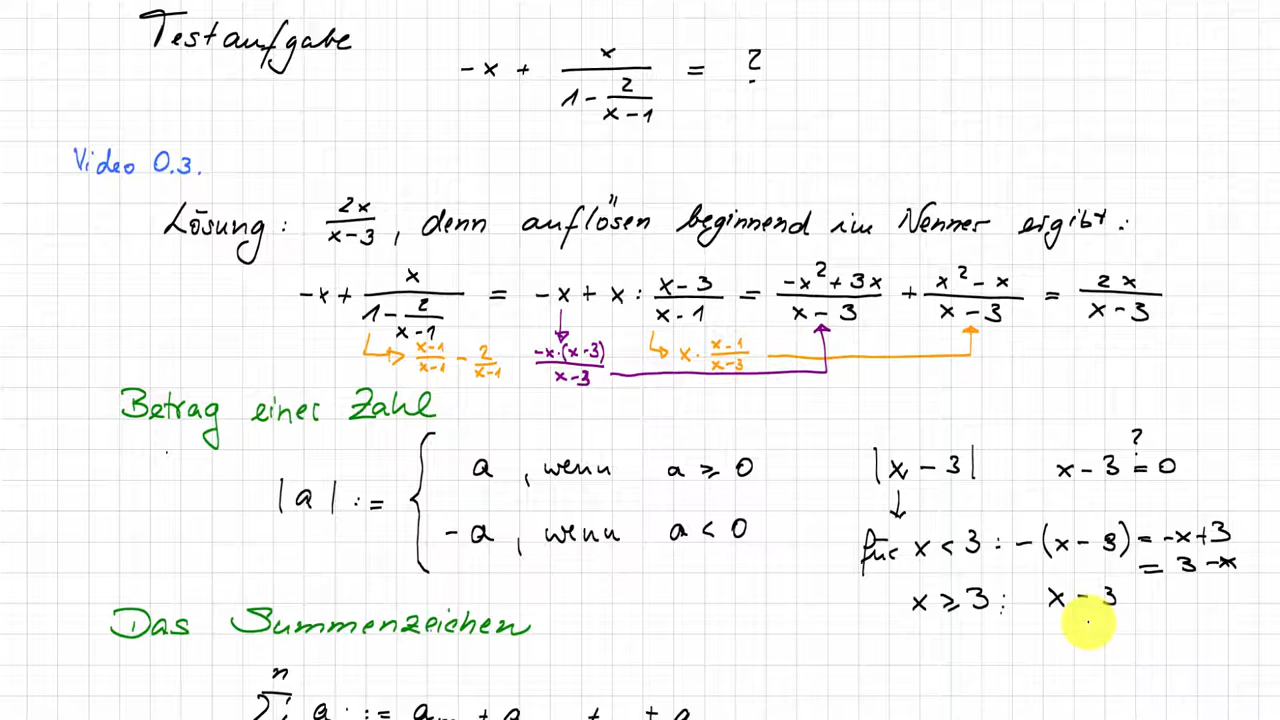 Testaufgabe
-x + x/(1 - 2/(x-1)) = ?
Video 0.3.
Lösung: 2x/(x-3), denn auflösen beginnend im Nenner ergibt:
-x + x/(1 - 2/(x-1)) = -x + x : (x-3)/(x-1) = (-x²+3x)/(x-3) + (x²-x)/(x-3) = 2x/(x-3)
↳ (x-1)/(x-1) - 2/(x-1) ↓ (-x·(x-3))/(x-3) ↳ x · (x-1)/(x-3)
Betrag einer Zahl
|a| := { a , wenn a ≥ 0
-a , wenn a < 0
|x - 3| x - 3 ≟ 0
↓
für x < 3 : -(x - 3) = -x+3
= 3 -x
x ≥ 3 : x - 3
Das Summenzeichen
n